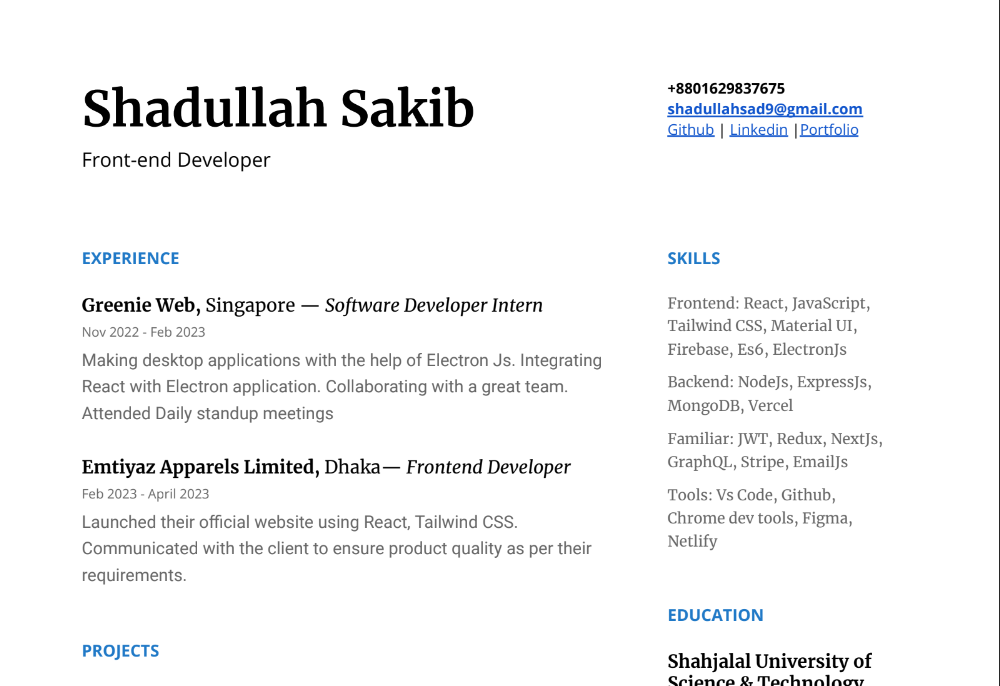 Shadullah Sakib
Front-end Developer
+8801629837675
shadullahsad9@gmail.com
Github | Linkedin |Portfolio
EXPERIENCE
Greenie Web, Singapore — Software Developer Intern
Nov 2022 - Feb 2023
Making desktop applications with the help of Electron Js. Integrating
React with Electron application. Collaborating with a great team.
Attended Daily standup meetings
Emtiyaz Apparels Limited, Dhaka— Frontend Developer
Feb 2023 - April 2023
Launched their official website using React, Tailwind CSS.
Communicated with the client to ensure product quality as per their
requirements.
PROJECTS
SKILLS
Frontend: React, JavaScript,
Tailwind CSS, Material UI,
Firebase, Es6, ElectronJs
Backend: NodeJs, ExpressJs,
MongoDB, Vercel
Familiar: JWT, Redux, NextJs,
GraphQL, Stripe, EmailJs
Tools: Vs Code, Github,
Chrome dev tools, Figma,
Netlify
EDUCATION
Shahjalal University of
Science & Technology